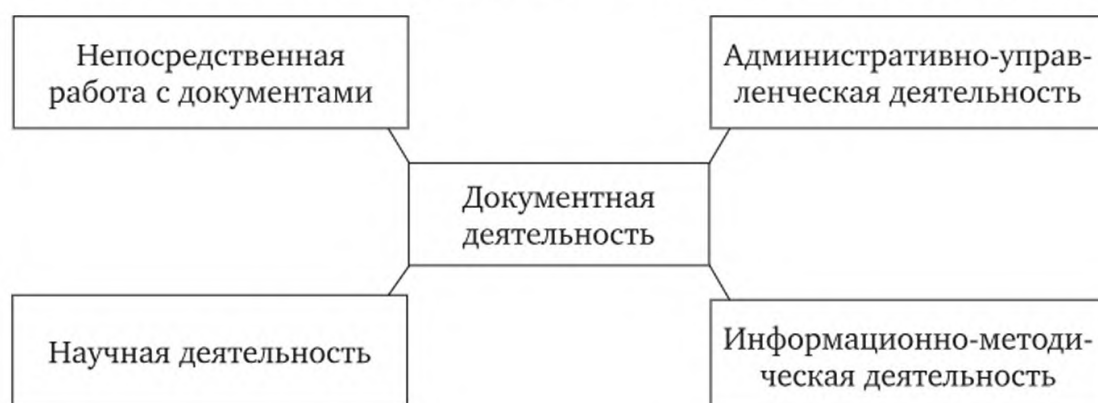 Непосредственная
работа с документами
Административно-управ-
ленческая деятельность
Документная
деятельность
Научная деятельность
Информационно-методи-
ческая деятельность